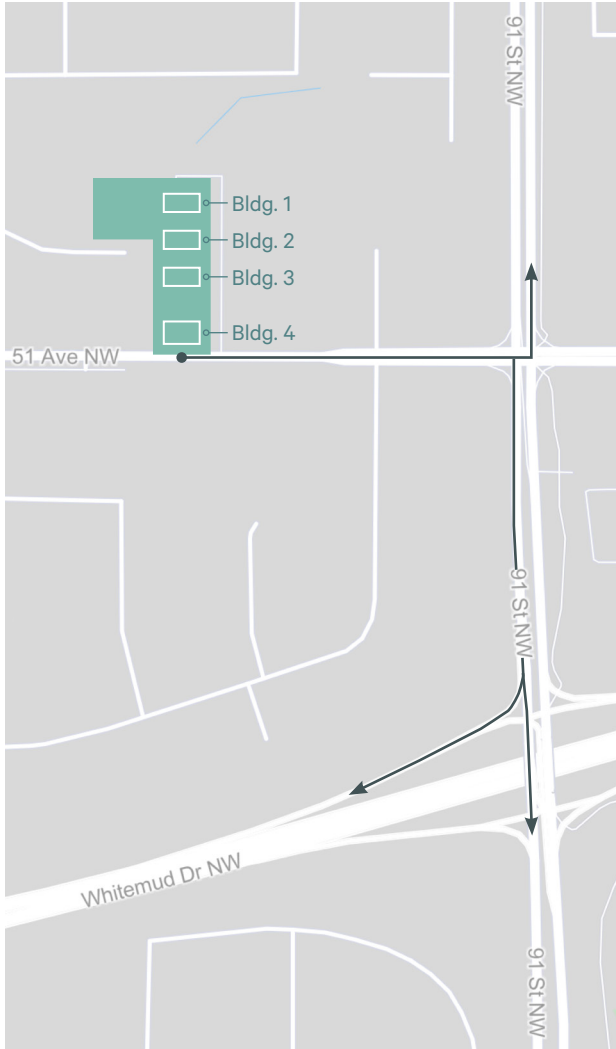 91 St NW
Bldg. 1
Bldg. 2
Bldg. 3
Bldg. 4
51 Ave NW
91 St NW
Whitemud Dr NW
91 St NW